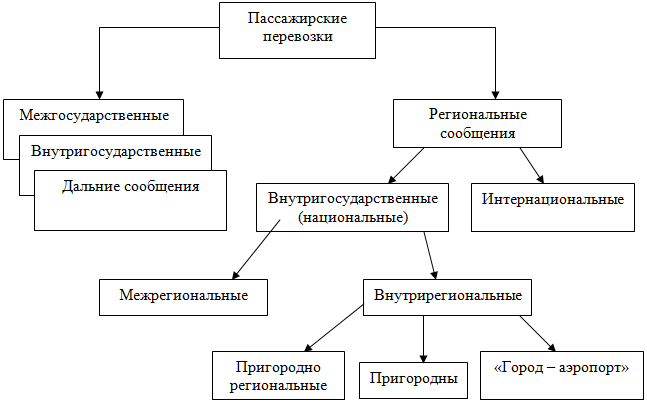 Пассажирские
перевозки
Межгосударственные
Внутригосударственные
Дальние сообщения
Региональные
сообщения
Внутригосударственные
(национальные)
Интернациональные
Межрегиональные
Внутрирегиональные
Пригородно
региональные
Пригородны
«Город – аэропорт»